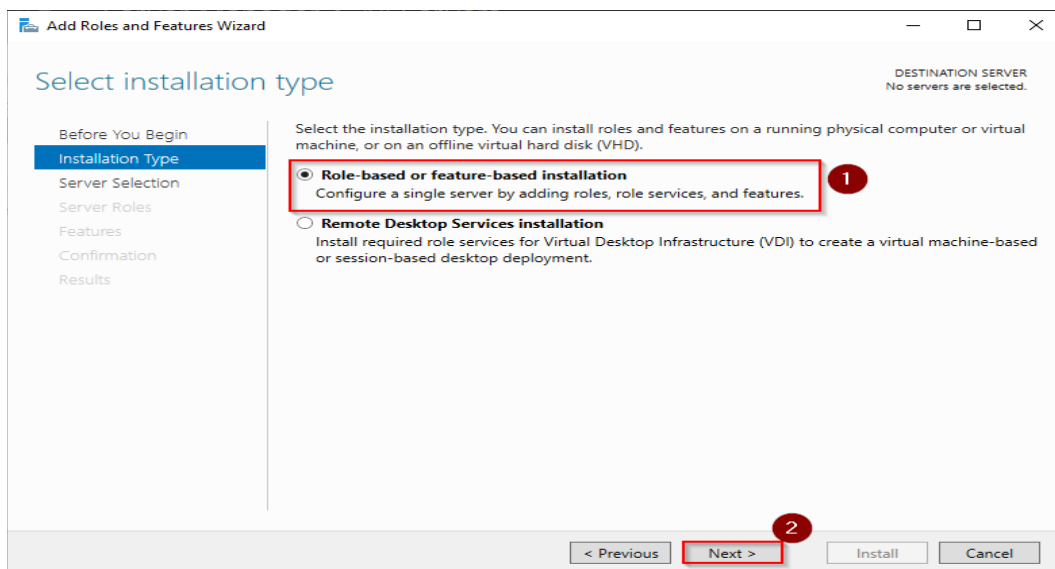 Add Roles and Features Wizard
Select installation type
DESTINATION SERVER
No servers are selected.
Before You Begin
Installation Type
Server Selection
Server Roles
Features
Confirmation
Results
Select the installation type. You can install roles and features on a running physical computer or virtual
machine, or on an offline virtual hard disk (VHD).
Role-based or feature-based installation
Configure a single server by adding roles, role services, and features.
1
Remote Desktop Services installation
Install required role services for Virtual Desktop Infrastructure (VDI) to create a virtual machine-based
or session-based desktop deployment.
2
< Previous
Next >
Install
Cancel